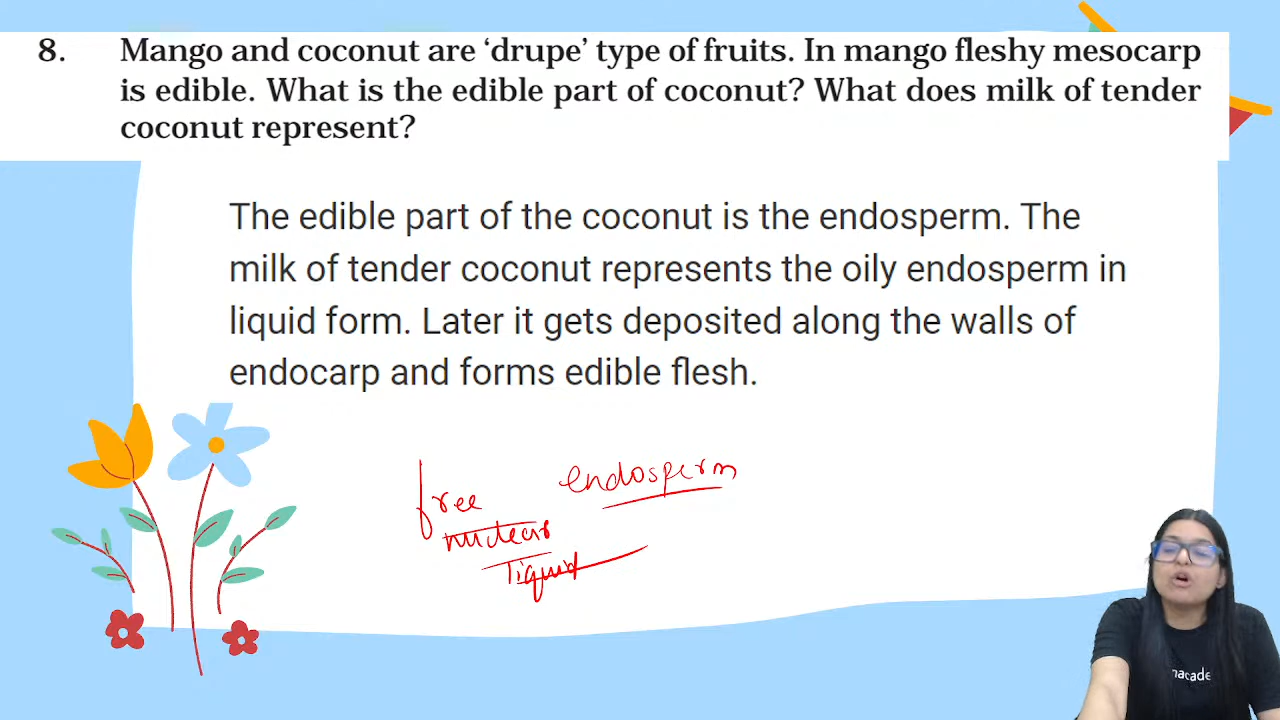 8. Mango and coconut are ‘drupe’ type of fruits. In mango fleshy mesocarp
is edible. What is the edible part of coconut? What does milk of tender
coconut represent?
The edible part of the coconut is the endosperm. The
milk of tender coconut represents the oily endosperm in
liquid form. Later it gets deposited along the walls of
endocarp and forms edible flesh.
free endosperm
nuclear
liquid
nacade